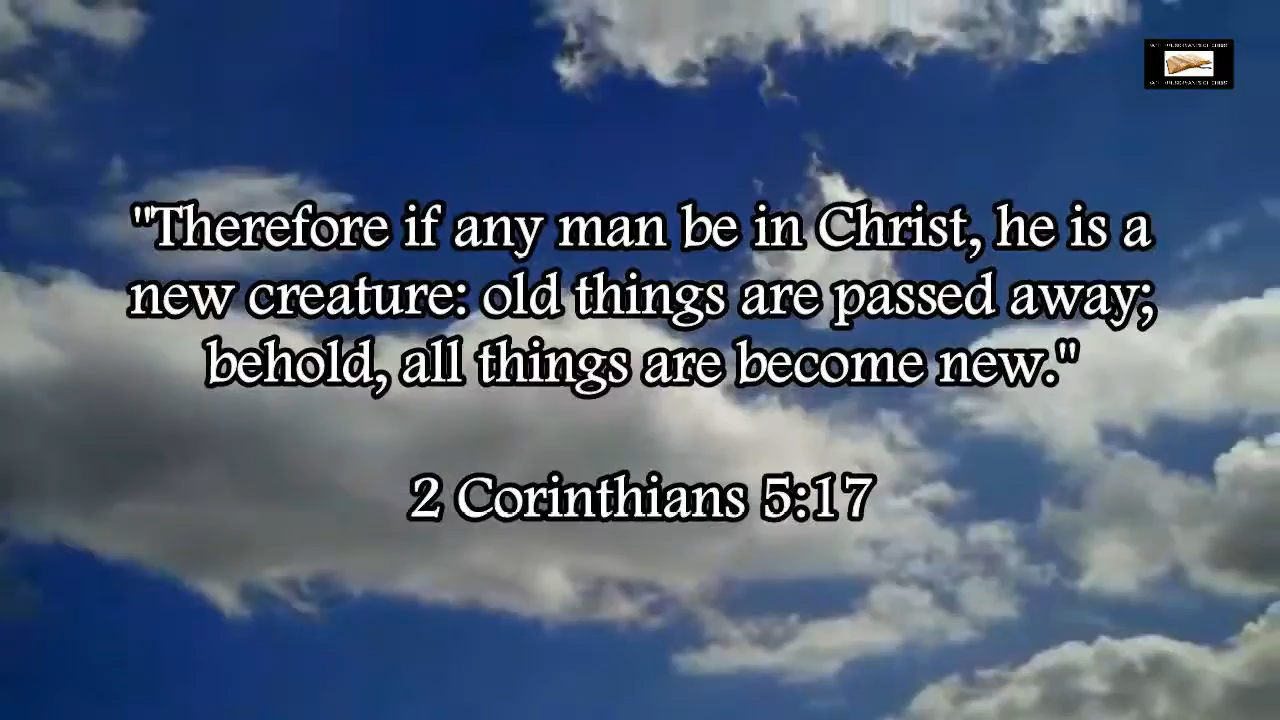 "Therefore if any man be in Christ, he is a
new creature: old things are passed away;
behold, all things are become new."
2 Corinthians 5:17